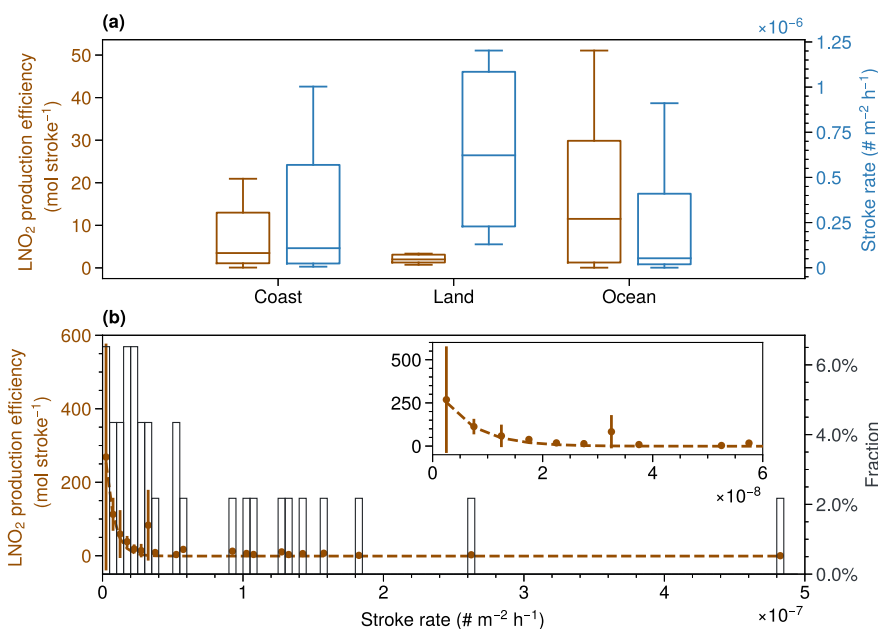 (a)
×10⁻⁶
LNO₂ production efficiency
(mol stroke⁻¹)
50
40
30
20
10
0
1.25
1
0.75
0.5
0.25
0
Stroke rate (# m⁻² h⁻¹)
Coast Land Ocean
(b)
LNO₂ production efficiency
(mol stroke⁻¹)
600
400
200
0
500
250
0
0 2 4 6
×10⁻⁸
6.0%
4.0%
2.0%
0.0%
Fraction
0 1 2 3 4 5
Stroke rate (# m⁻² h⁻¹)
×10⁻⁷